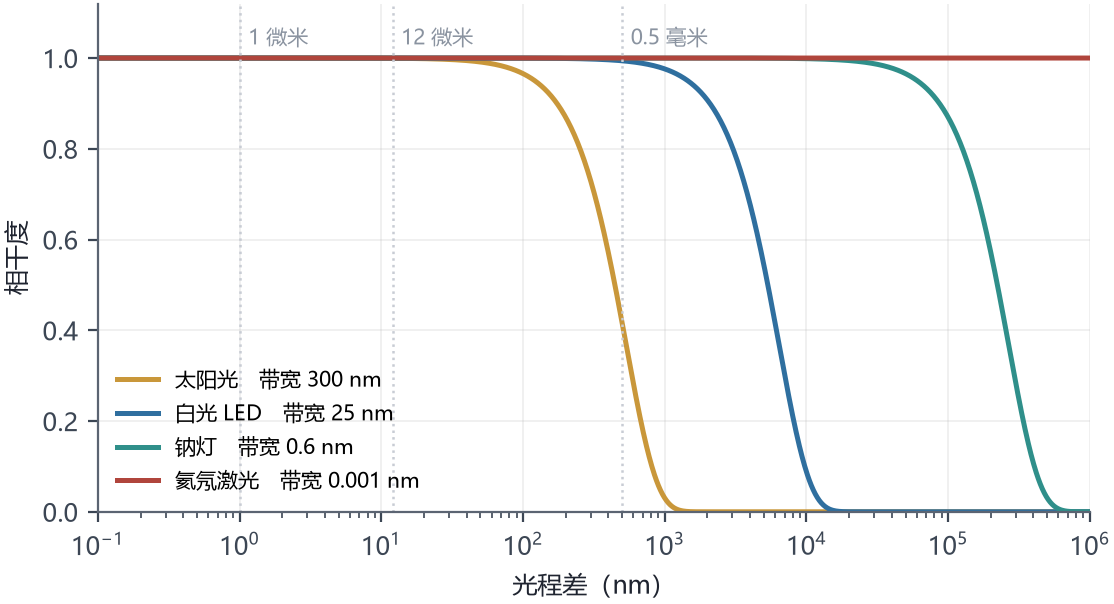 1 微米
12 微米
0.5 毫米
1.0
0.8
0.6
0.4
0.2
0.0
相干度
太阳光 带宽 300 nm
白光 LED 带宽 25 nm
钠灯 带宽 0.6 nm
氦氖激光 带宽 0.001 nm
10⁻¹
10⁰
10¹
10²
10³
10⁴
10⁵
10⁶
光程差（nm）